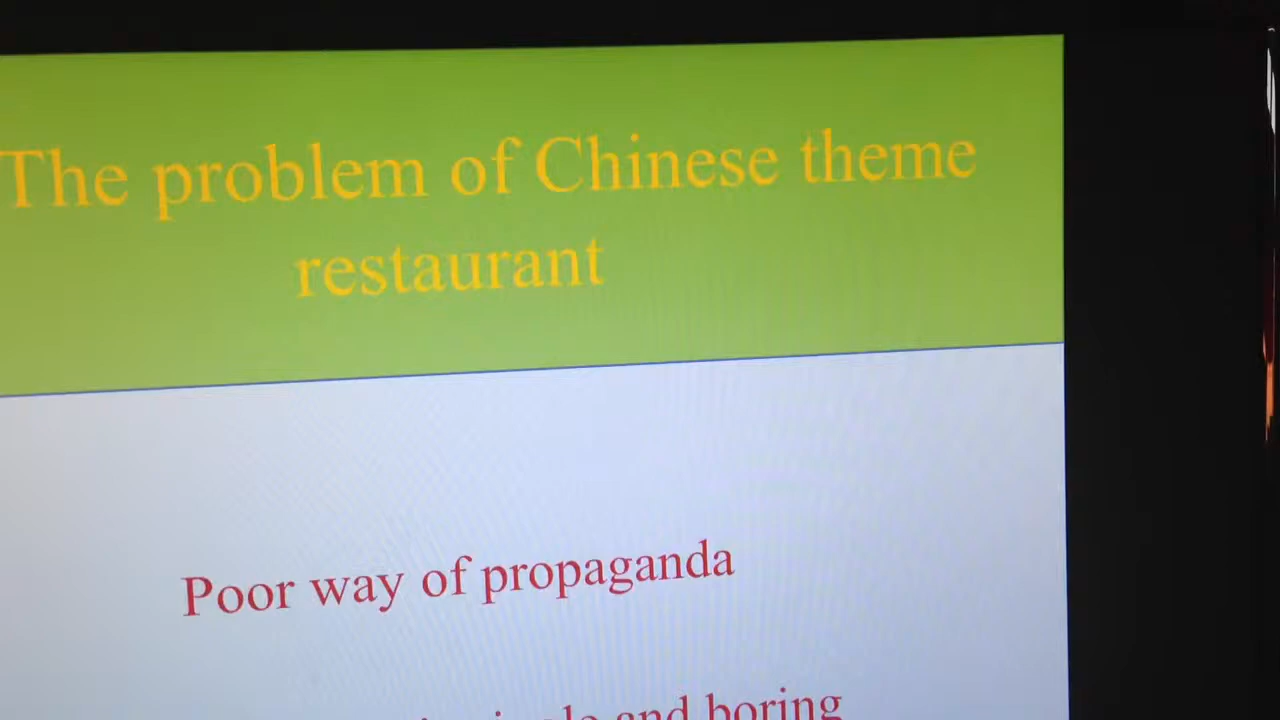 The problem of Chinese theme
restaurant
Poor way of propaganda
and boring